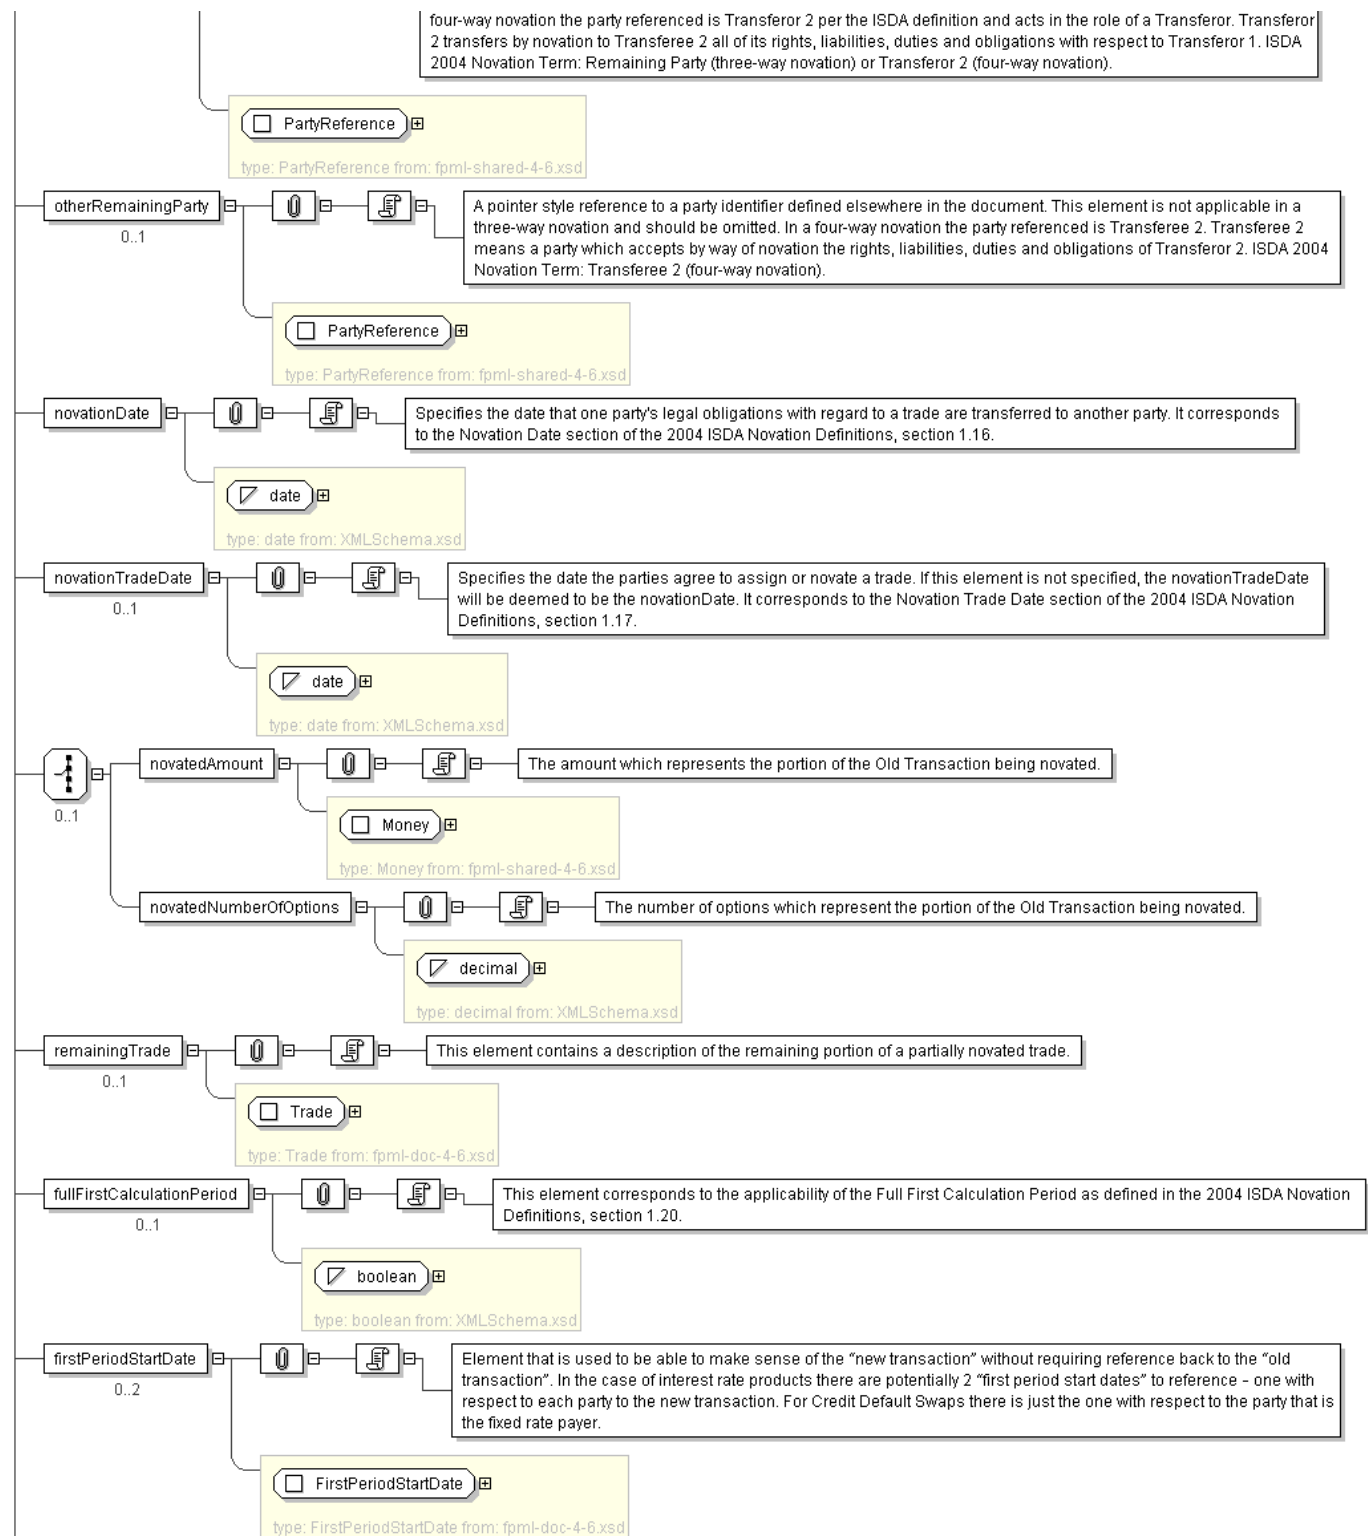 four-way novation the party referenced is Transferor 2 per the ISDA definition and acts in the role of a Transferor. Transferor
2 transfers by novation to Transferee 2 all of its rights, liabilities, duties and obligations with respect to Transferor 1. ISDA
2004 Novation Term: Remaining Party (three-way novation) or Transferor 2 (four-way novation).
PartyReference
type: PartyReference from: fpml-shared-4-6.xsd
otherRemainingParty
0..1
A pointer style reference to a party identifier defined elsewhere in the document. This element is not applicable in a
three-way novation and should be omitted. In a four-way novation the party referenced is Transferee 2. Transferee 2
means a party which accepts by way of novation the rights, liabilities, duties and obligations of Transferor 2. ISDA 2004
Novation Term: Transferee 2 (four-way novation).
PartyReference
type: PartyReference from: fpml-shared-4-6.xsd
novationDate
Specifies the date that one party's legal obligations with regard to a trade are transferred to another party. It corresponds
to the Novation Date section of the 2004 ISDA Novation Definitions, section 1.16.
date
type: date from: XMLSchema.xsd
novationTradeDate
0..1
Specifies the date the parties agree to assign or novate a trade. If this element is not specified, the novationTradeDate
will be deemed to be the novationDate. It corresponds to the Novation Trade Date section of the 2004 ISDA Novation
Definitions, section 1.17.
date
type: date from: XMLSchema.xsd
0..1
novatedAmount
The amount which represents the portion of the Old Transaction being novated.
Money
type: Money from: fpml-shared-4-6.xsd
novatedNumberOfOptions
The number of options which represent the portion of the Old Transaction being novated.
decimal
type: decimal from: XMLSchema.xsd
remainingTrade
0..1
This element contains a description of the remaining portion of a partially novated trade.
Trade
type: Trade from: fpml-doc-4-6.xsd
fullFirstCalculationPeriod
0..1
This element corresponds to the applicability of the Full First Calculation Period as defined in the 2004 ISDA Novation
Definitions, section 1.20.
boolean
type: boolean from: XMLSchema.xsd
firstPeriodStartDate
0..2
Element that is used to be able to make sense of the “new transaction” without requiring reference back to the “old
transaction”. In the case of interest rate products there are potentially 2 “first period start dates” to reference – one with
respect to each party to the new transaction. For Credit Default Swaps there is just the one with respect to the party that is
the fixed rate payer.
FirstPeriodStartDate
type: FirstPeriodStartDate from: fpml-doc-4-6.xsd